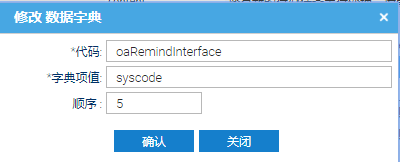 修改 数据字典 ×
*代码: oaRemindInterface
*字典项值: syscode
顺序 : 5
确认 关闭